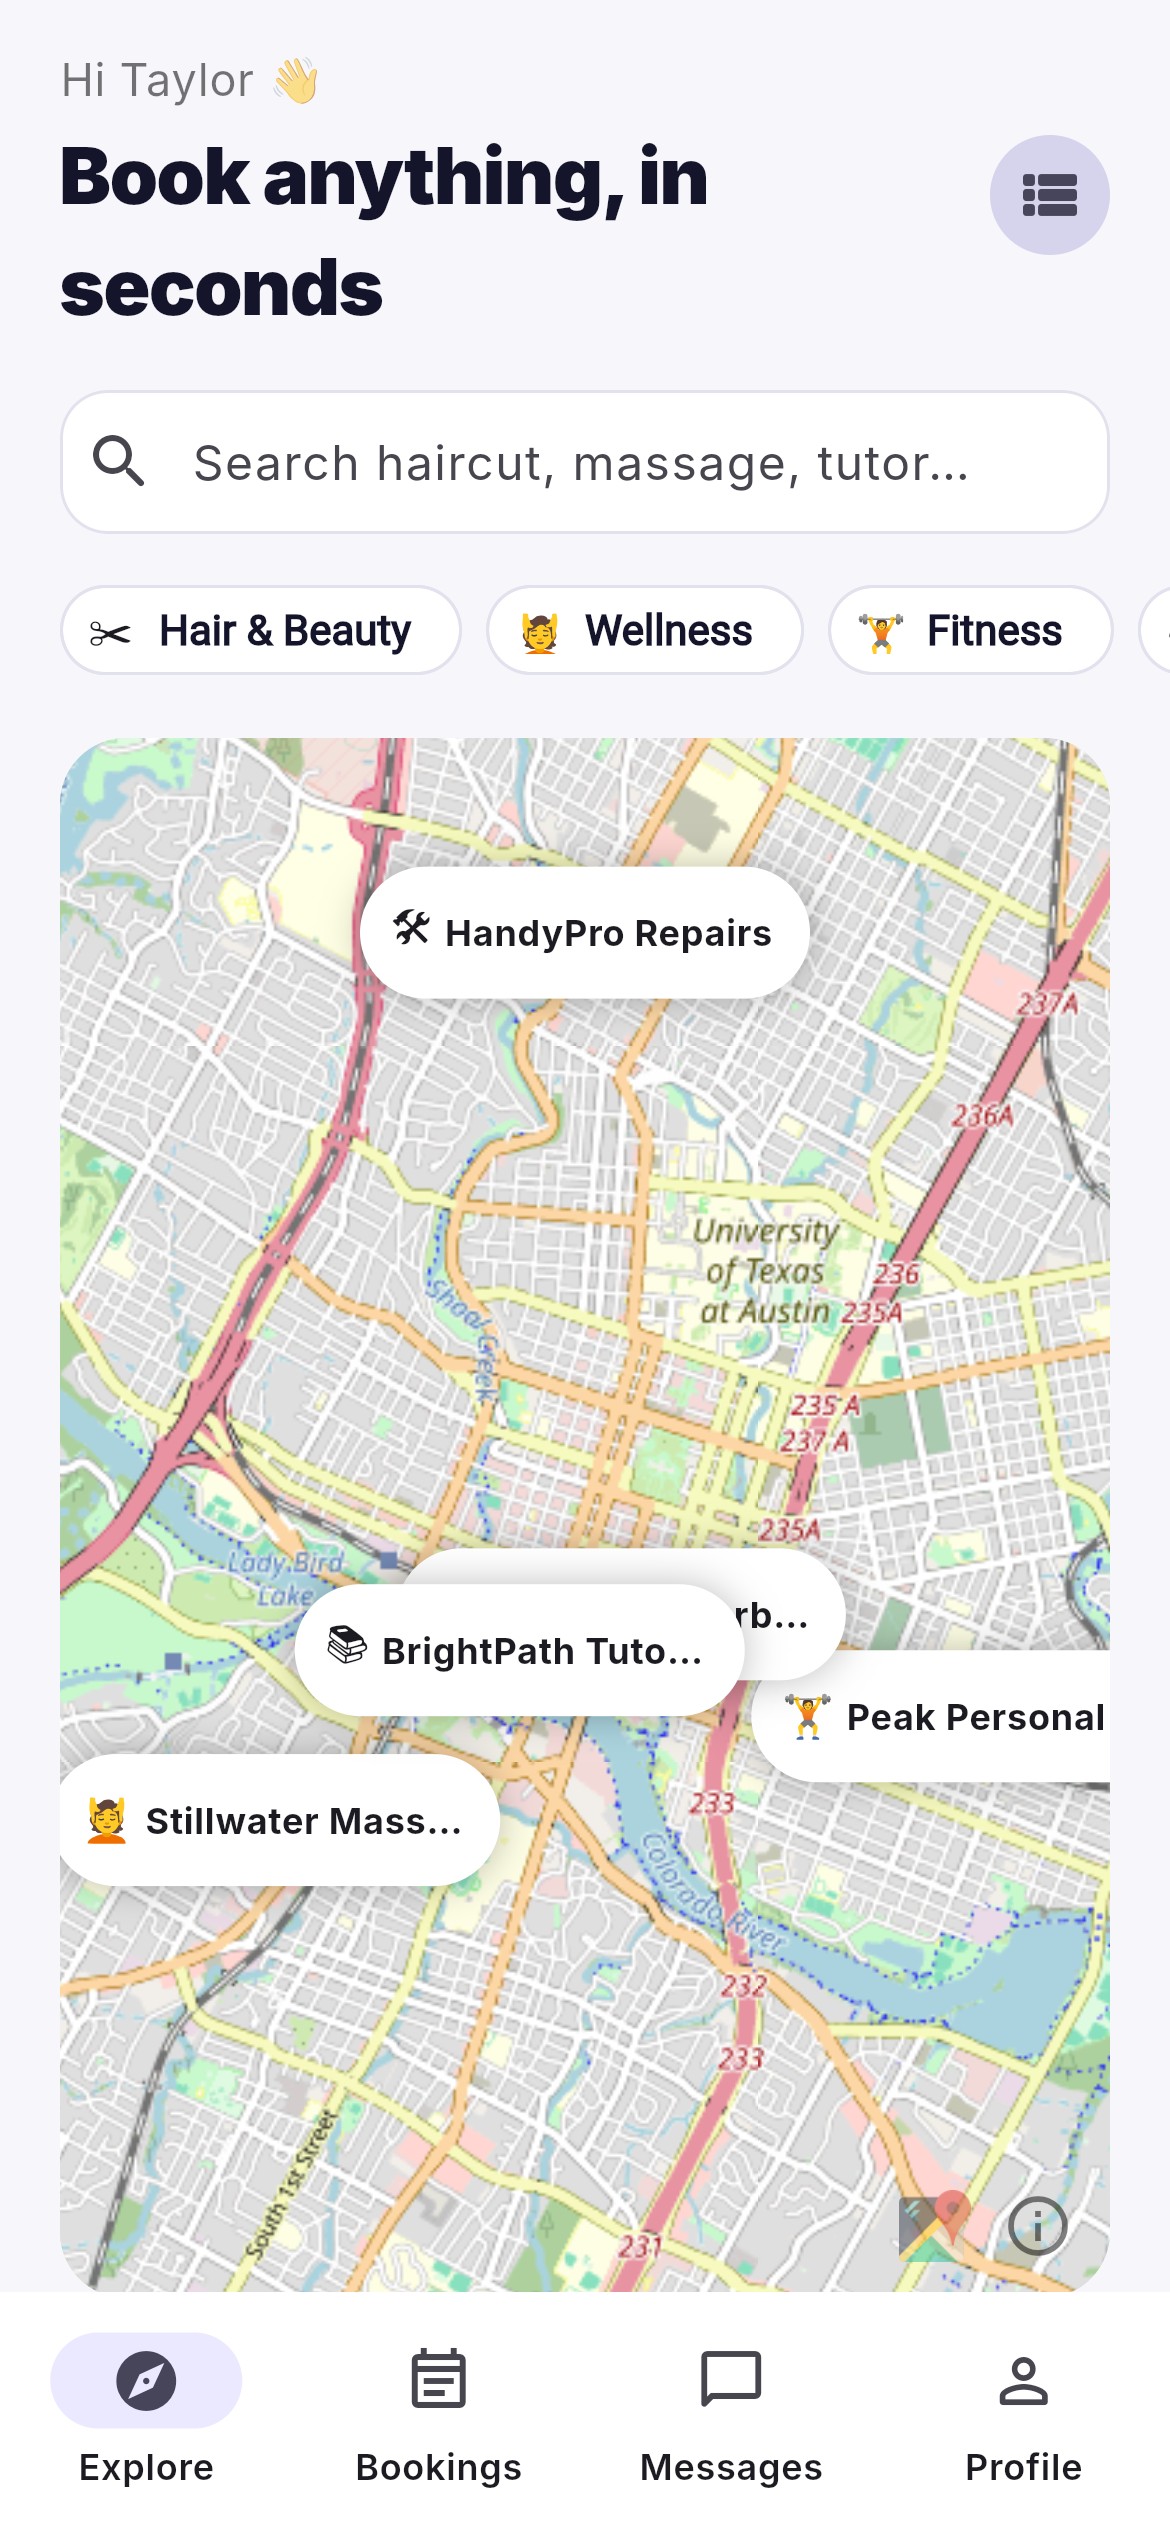 Hi Taylor 👋
Book anything, in
seconds
Search haircut, massage, tutor...
✂ Hair & Beauty
💆 Wellness
🏋 Fitness
🛠 HandyPro Repairs
237A
236A
University
of Texas
at Austin
236
235A
Shoal Creek
235 A
237 A
235A
Lady Bird
Lake
rb...
📚 BrightPath Tuto...
🏋 Peak Personal
💆 Stillwater Mass...
233
Colorado River
232
233
South 1st Street
231
Explore
Bookings
Messages
Profile